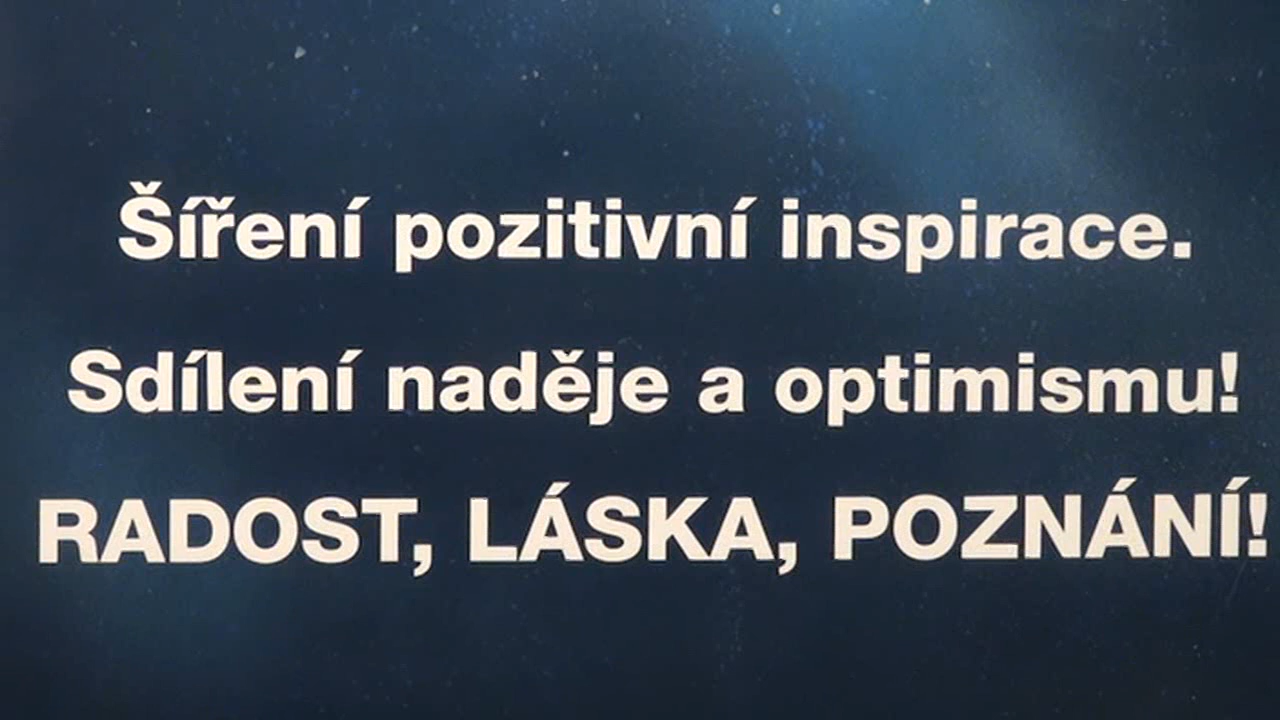 Šíření pozitivní inspirace.
Sdílení naděje a optimismu!
RADOST, LÁSKA, POZNÁNÍ!